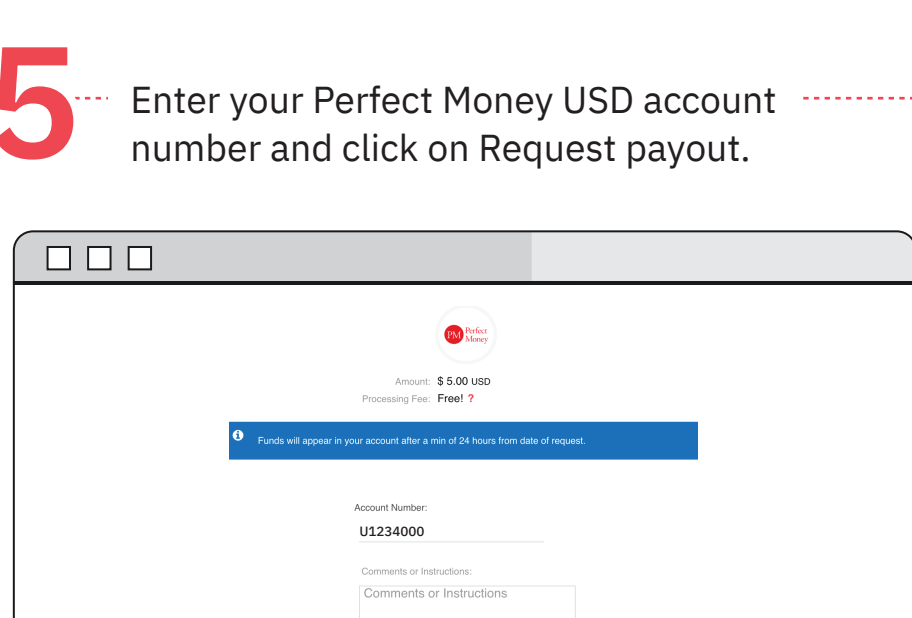 5
Enter your Perfect Money USD account
number and click on Request payout.
PM Perfect
Money
Amount: $ 5.00 USD
Processing Fee: Free! ?
Funds will appear in your account after a min of 24 hours from date of request.
Account Number:
U1234000
Comments or Instructions:
Comments or Instructions